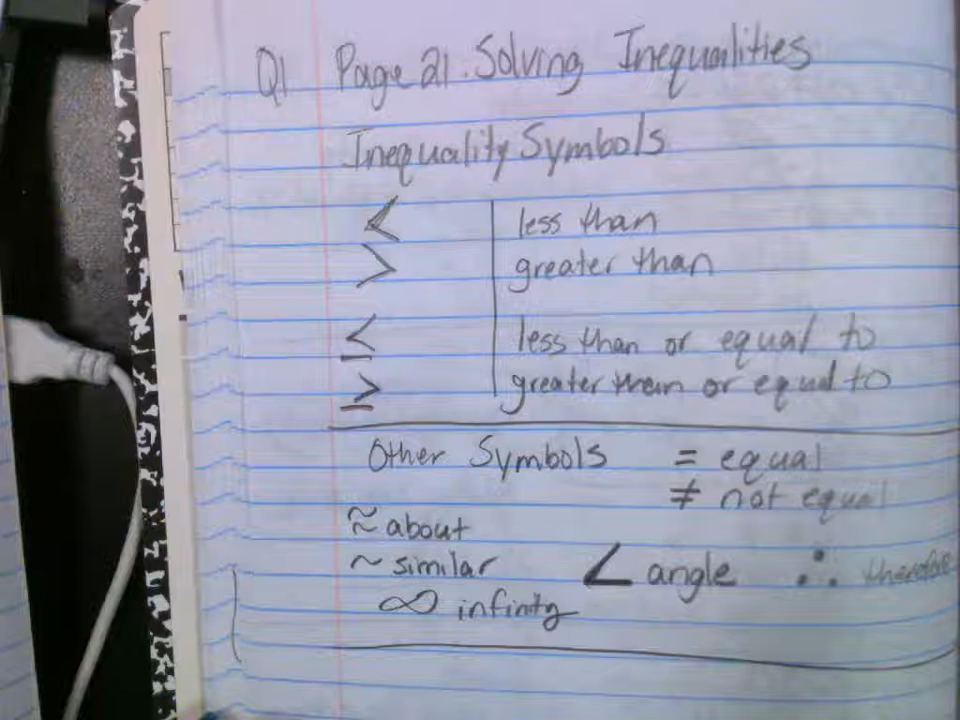 Q1 Page 21. Solving Inequalities
Inequality Symbols
< less than
> greater than
≤ less than or equal to
≥ greater than or equal to
Other Symbols = equal
≠ not equal
≈ about
~ similar ∠ angle ∴ therefore
∞ infinity